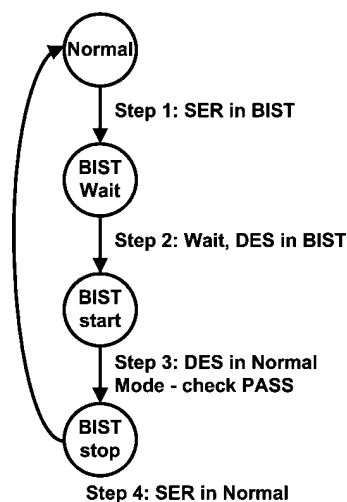 Normal
Step 1: SER in BIST
BIST
Wait
Step 2: Wait, DES in BIST
BIST
start
Step 3: DES in Normal
Mode - check PASS
BIST
stop
Step 4: SER in Normal